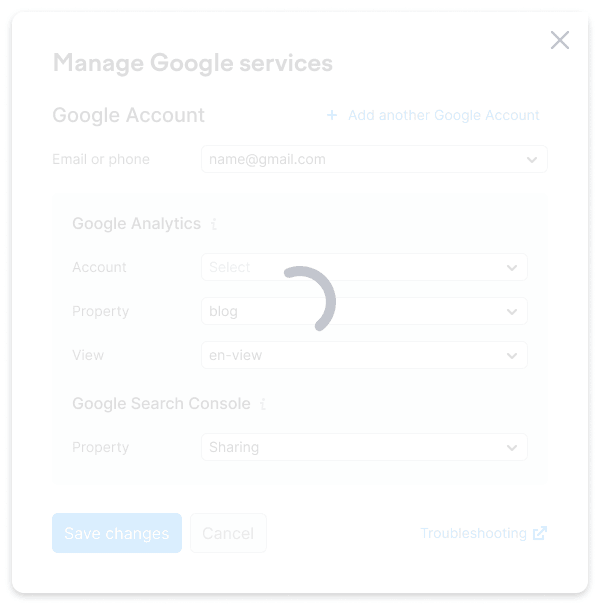 Manage Google services
Google Account
+ Add another Google Account
Email or phone
name@gmail.com
Google Analytics i
Account
Select
Property
blog
View
en-view
Google Search Console i
Property
Sharing
Save changes
Cancel
Troubleshooting